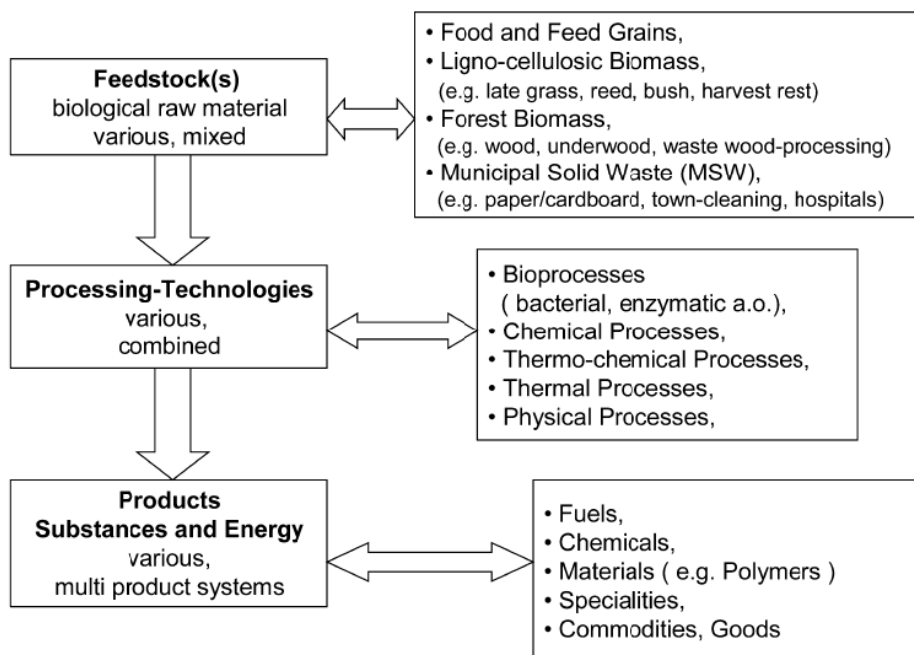 Feedstock(s)
biological raw material
various, mixed
• Food and Feed Grains,
• Ligno-cellulosic Biomass,
(e.g. late grass, reed, bush, harvest rest)
• Forest Biomass,
(e.g. wood, underwood, waste wood-processing)
• Municipal Solid Waste (MSW),
(e.g. paper/cardboard, town-cleaning, hospitals)
Processing-Technologies
various,
combined
• Bioprocesses
( bacterial, enzymatic a.o.),
• Chemical Processes,
• Thermo-chemical Processes,
• Thermal Processes,
• Physical Processes,
Products
Substances and Energy
various,
multi product systems
• Fuels,
• Chemicals,
• Materials ( e.g. Polymers )
• Specialities,
• Commodities, Goods